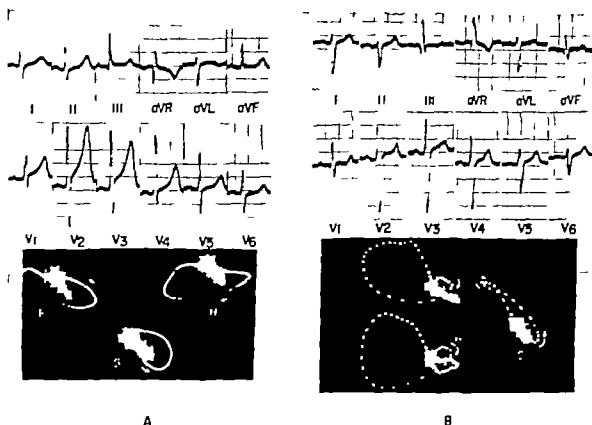 A
B
I II III aVR aVL aVF
I II III aVR aVL aVF
V1 V2 V3 V4 V5 V6
V1 V2 V3 V4 V5 V6
F
H
S
A
B